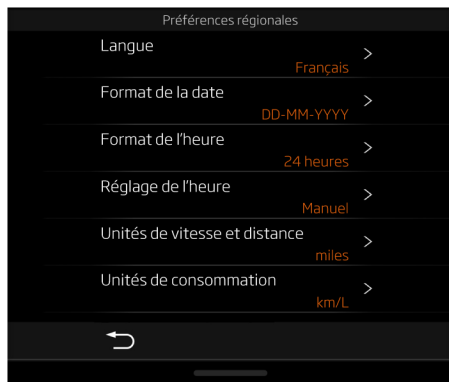 Préférences régionales
Langue
Français
Format de la date
DD-MM-YYYY
Format de l'heure
24 heures
Réglage de l'heure
Manuel
Unités de vitesse et distance
miles
Unités de consommation
km/L